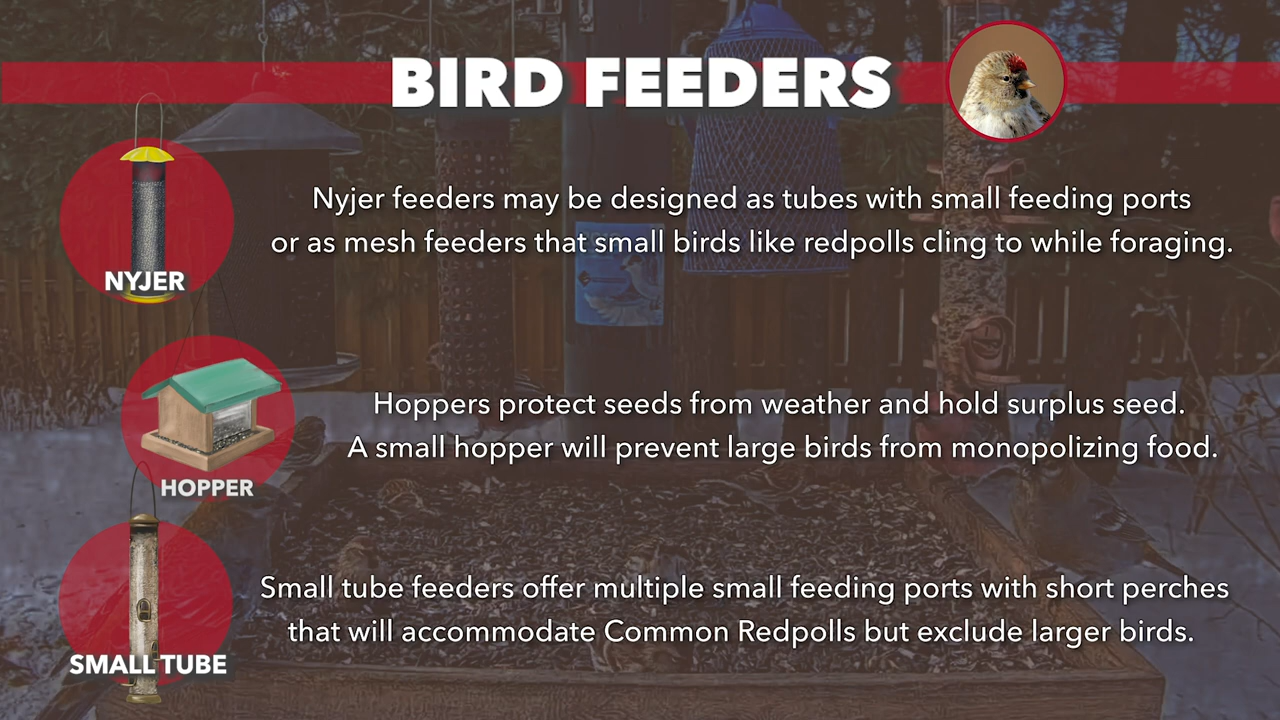 BIRD FEEDERS
Nyjer feeders may be designed as tubes with small feeding ports
or as mesh feeders that small birds like redpolls cling to while foraging.
NYJER
Hoppers protect seeds from weather and hold surplus seed.
A small hopper will prevent large birds from monopolizing food.
HOPPER
Small tube feeders offer multiple small feeding ports with short perches
that will accommodate Common Redpolls but exclude larger birds.
SMALL TUBE